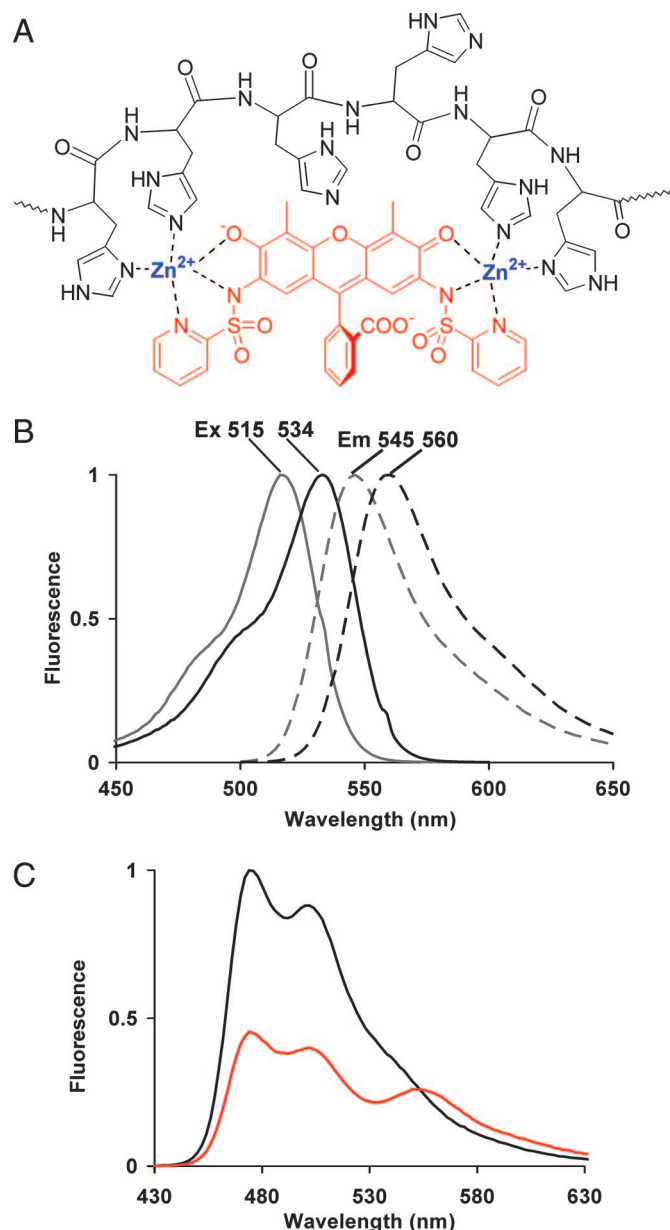 A
H N N
O H N O H N NH
N H O N H O N H O
O HN N HN N N NH HN O
N H
HN N Zn2+ -O O O Zn2+ N NH
N N
N S O O COO- O S O N
B
Ex 515 534 Em 545 560
1
0.5
0
Fluorescence
450 500 550 600 650
Wavelength (nm)
C
1
0.5
0
Fluorescence
430 480 530 580 630
Wavelength (nm)